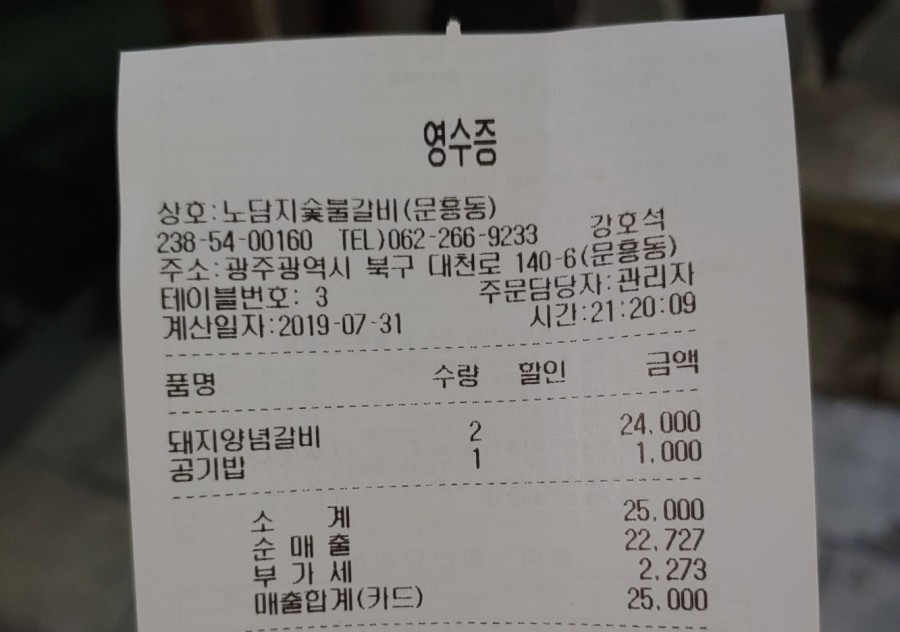 영수증
상호:노담지숯불갈비(문흥동)
238-54-00160 TEL)062-266-9233 강호석
주소:광주광역시 북구 대천로 140-6(문흥동)
테이블번호: 3 주문담당자:관리자
계산일자:2019-07-31 시간:21:20:09
품명 수량 할인 금액
돼지양념갈비 2 24,000
공기밥 1 1,000
소 계 25,000
순 매 출 22,727
부 가 세 2,273
매출합계(카드) 25,000